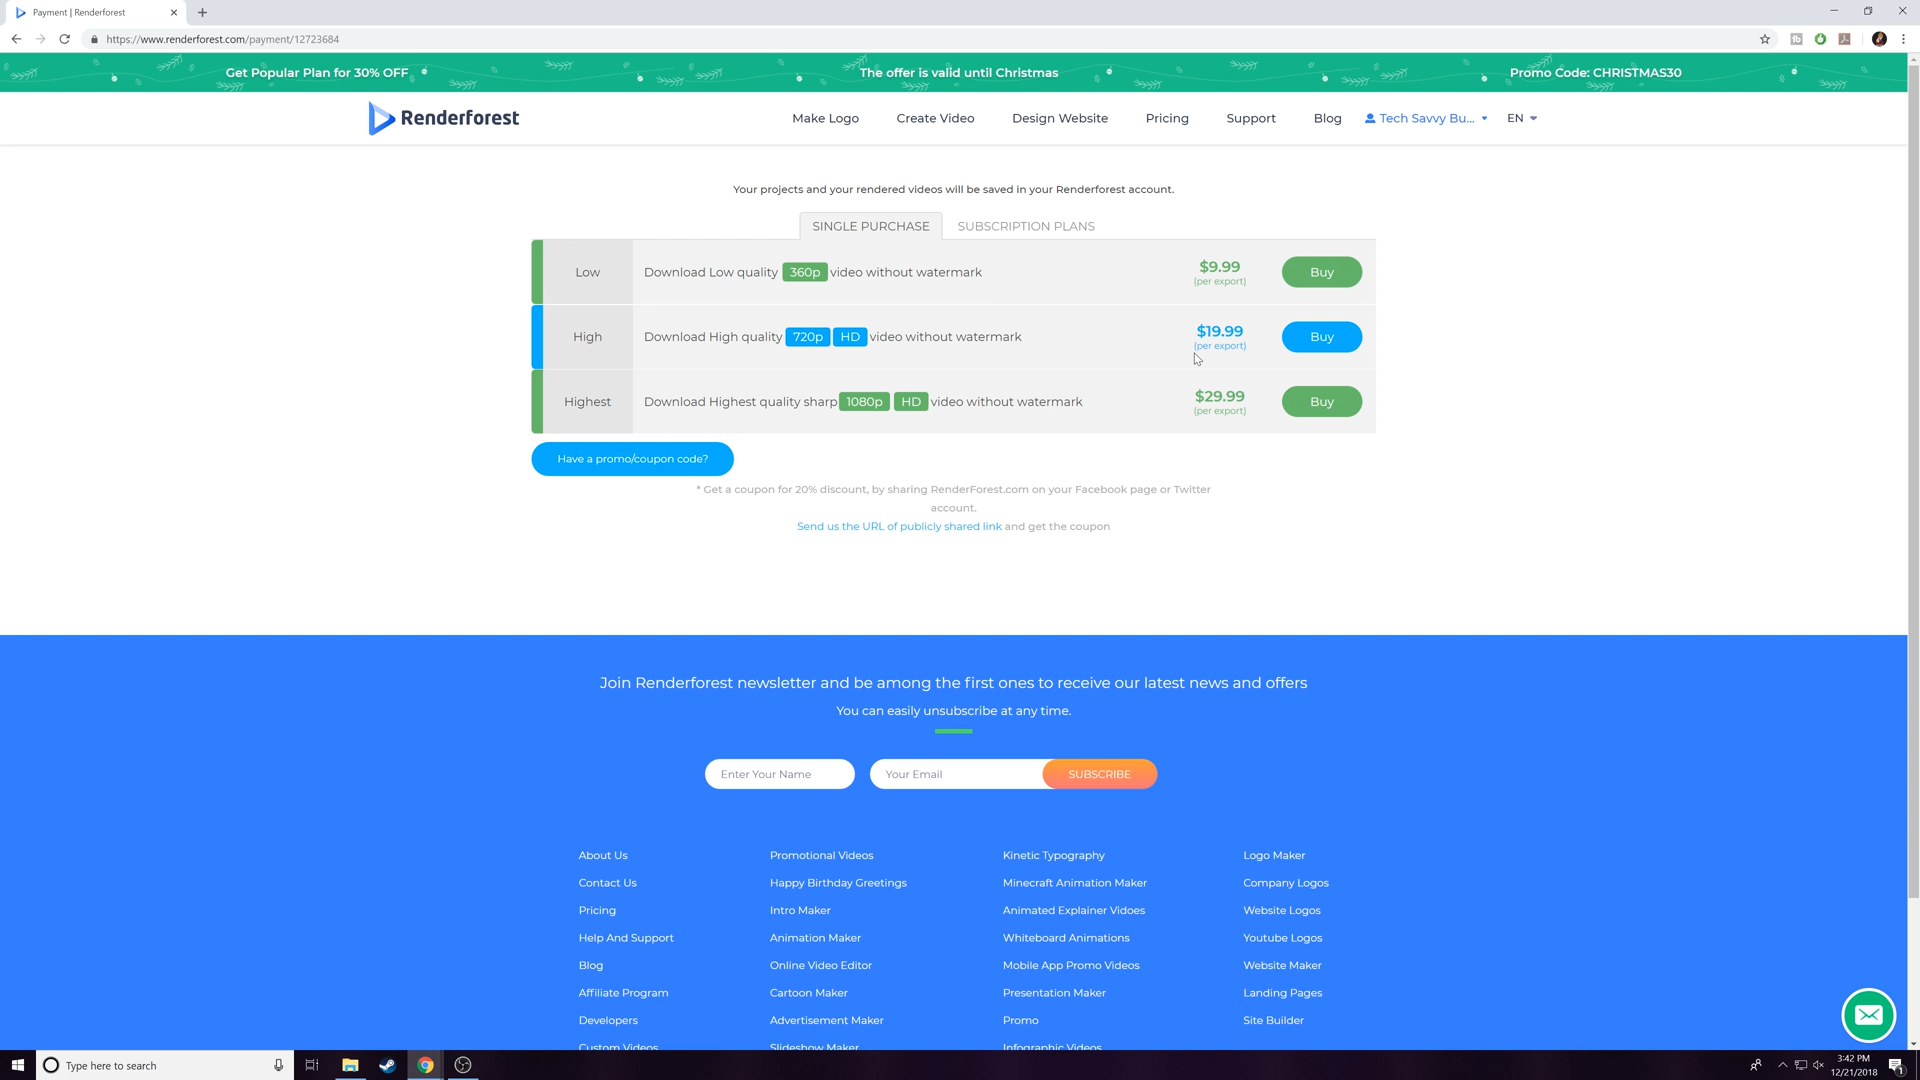 Payment | Renderforest
https://www.renderforest.com/payment/12723684
Get Popular Plan for 30% OFF
The offer is valid until Christmas
Promo Code: CHRISTMAS30
Renderforest
Make Logo
Create Video
Design Website
Pricing
Support
Blog
Tech Savvy Bu...
EN
Your projects and your rendered videos will be saved in your Renderforest account.
SINGLE PURCHASE
SUBSCRIPTION PLANS
Low
Download Low quality 360p video without watermark
$9.99
(per export)
Buy
High
Download High quality 720p HD video without watermark
$19.99
(per export)
Buy
Highest
Download Highest quality sharp 1080p HD video without watermark
$29.99
(per export)
Buy
Have a promo/coupon code?
* Get a coupon for 20% discount, by sharing RenderForest.com on your Facebook page or Twitter
account.
Send us the URL of publicly shared link and get the coupon
Join Renderforest newsletter and be among the first ones to receive our latest news and offers
You can easily unsubscribe at any time.
Enter Your Name
Your Email
SUBSCRIBE
About Us
Contact Us
Pricing
Help And Support
Blog
Affiliate Program
Developers
Custom Videos
Promotional Videos
Happy Birthday Greetings
Intro Maker
Animation Maker
Online Video Editor
Cartoon Maker
Advertisement Maker
Slideshow Maker
Kinetic Typography
Minecraft Animation Maker
Animated Explainer Vidoes
Whiteboard Animations
Mobile App Promo Videos
Presentation Maker
Promo
Infographic Videos
Logo Maker
Company Logos
Website Logos
Youtube Logos
Website Maker
Landing Pages
Site Builder
Type here to search
3:42 PM
12/21/2018
1